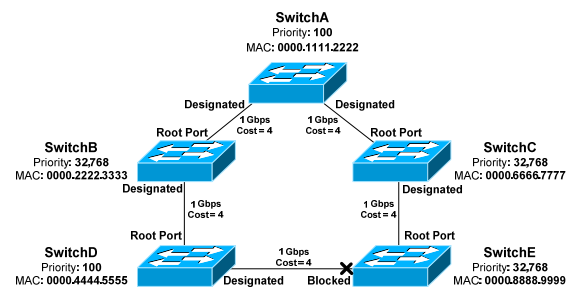 SwitchA
Priority: 100
MAC: 0000.1111.2222
Designated
Designated
1 Gbps
Cost = 4
1 Gbps
Cost = 4
Root Port
Root Port
SwitchB
Priority: 32,768
MAC: 0000.2222.3333
SwitchC
Priority: 32,768
MAC: 0000.6666.7777
Designated
Designated
1 Gbps
Cost = 4
1 Gbps
Cost = 4
Root Port
Root Port
SwitchD
Priority: 100
MAC: 0000.4444.5555
1 Gbps
Cost = 4
SwitchE
Priority: 32,768
MAC: 0000.8888.9999
Designated
Blocked